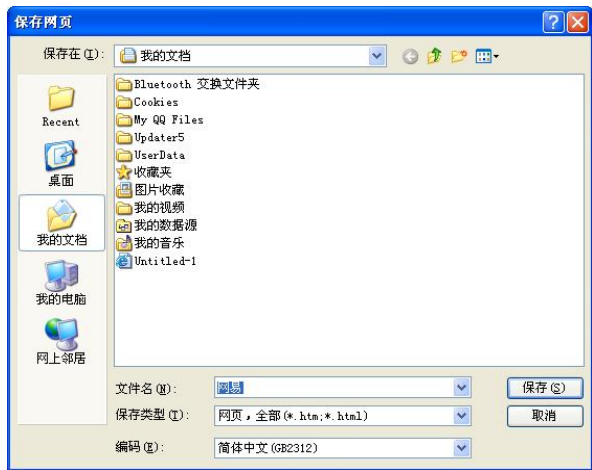 保存网页
保存在(I):
我的文档
Recent
桌面
我的文档
我的电脑
网上邻居
Bluetooth 交换文件夹
Cookies
My QQ Files
Updater5
UserData
收藏夹
图片收藏
我的视频
我的数据源
我的音乐
Untitled-1
文件名(N):
网易
保存(S)
保存类型(T):
网页，全部(*.htm;*.html)
取消
编码(E):
简体中文(GB2312)